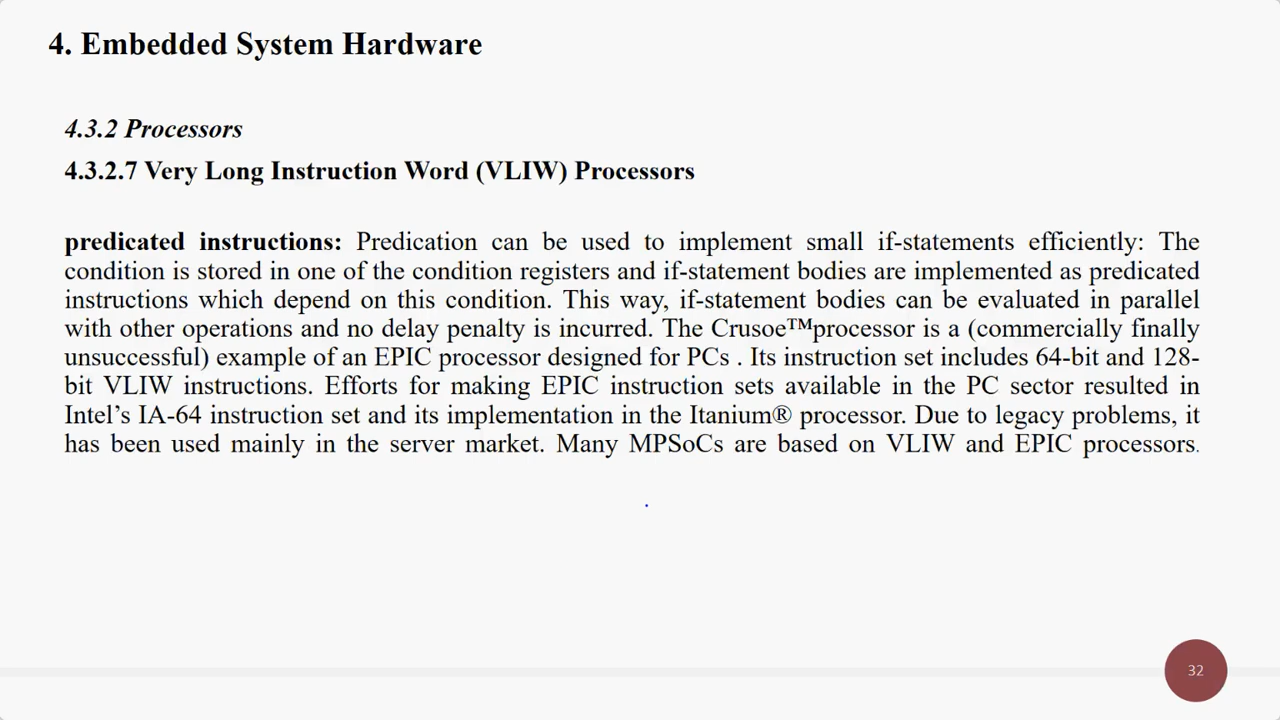 4. Embedded System Hardware
4.3.2 Processors
4.3.2.7 Very Long Instruction Word (VLIW) Processors
predicated instructions: Predication can be used to implement small if-statements efficiently: The
condition is stored in one of the condition registers and if-statement bodies are implemented as predicated
instructions which depend on this condition. This way, if-statement bodies can be evaluated in parallel
with other operations and no delay penalty is incurred. The Crusoe™processor is a (commercially finally
unsuccessful) example of an EPIC processor designed for PCs . Its instruction set includes 64-bit and 128-
bit VLIW instructions. Efforts for making EPIC instruction sets available in the PC sector resulted in
Intel’s IA-64 instruction set and its implementation in the Itanium® processor. Due to legacy problems, it
has been used mainly in the server market. Many MPSoCs are based on VLIW and EPIC processors.
32